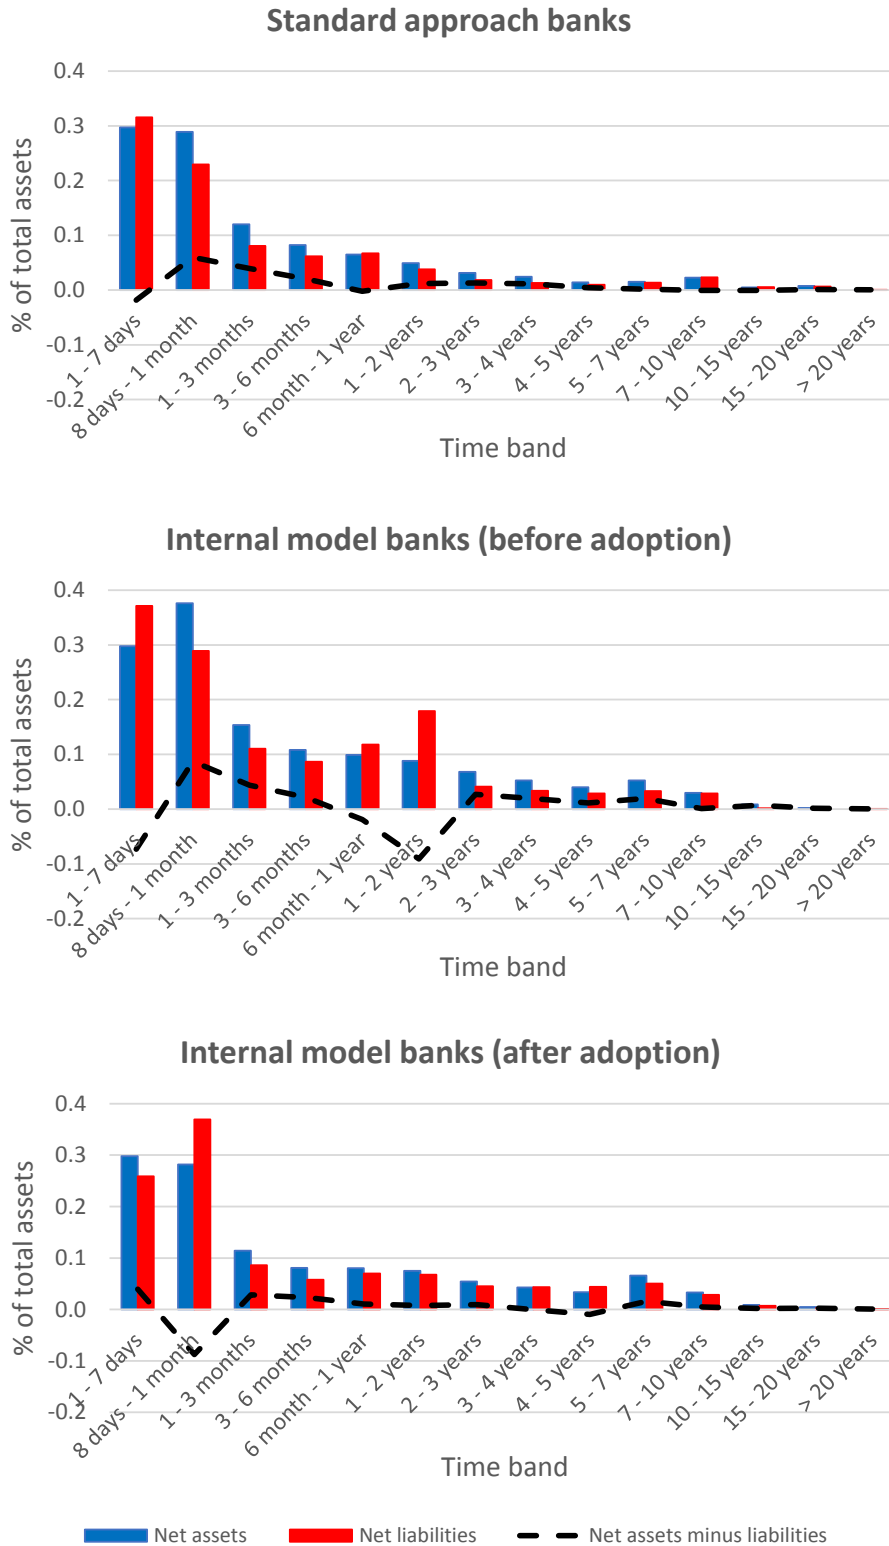 Standard approach banks
% of total assets
0.4
0.3
0.2
0.1
0.0
-0.1
-0.2
1 - 7 days
8 days - 1 month
1 - 3 months
3 - 6 months
6 month - 1 year
1 - 2 years
2 - 3 years
3 - 4 years
4 - 5 years
5 - 7 years
7 - 10 years
10 - 15 years
15 - 20 years
> 20 years
Time band
Internal model banks (before adoption)
% of total assets
0.4
0.3
0.2
0.1
0.0
-0.1
-0.2
1 - 7 days
8 days - 1 month
1 - 3 months
3 - 6 months
6 month - 1 year
1 - 2 years
2 - 3 years
3 - 4 years
4 - 5 years
5 - 7 years
7 - 10 years
10 - 15 years
15 - 20 years
> 20 years
Time band
Internal model banks (after adoption)
% of total assets
0.4
0.3
0.2
0.1
0.0
-0.1
-0.2
1 - 7 days
8 days - 1 month
1 - 3 months
3 - 6 months
6 month - 1 year
1 - 2 years
2 - 3 years
3 - 4 years
4 - 5 years
5 - 7 years
7 - 10 years
10 - 15 years
15 - 20 years
> 20 years
Time band
Net assets
Net liabilities
Net assets minus liabilities